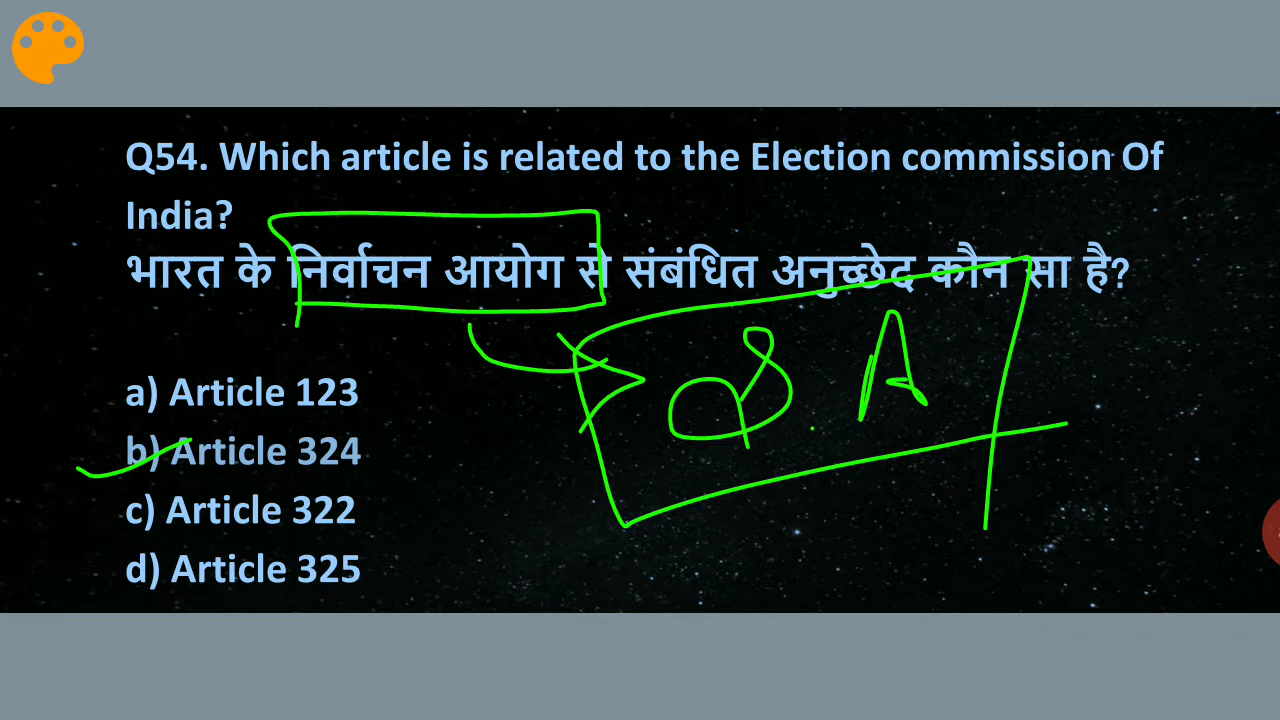 Q54. Which article is related to the Election commission Of
India?
भारत के निर्वाचन आयोग से संबंधित अनुच्छेद कौन सा है?
a) Article 123
b) Article 324
c) Article 322
d) Article 325